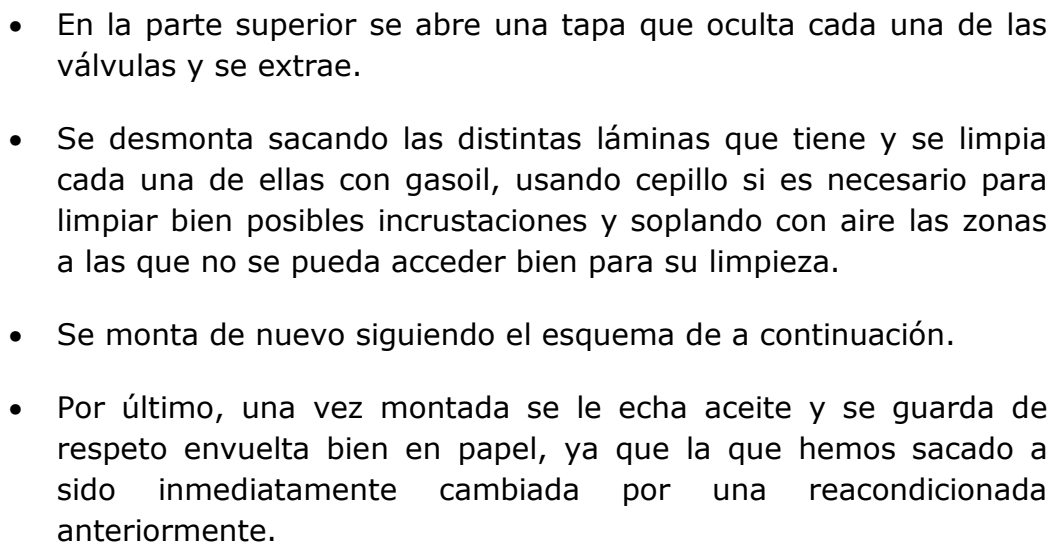 • En la parte superior se abre una tapa que oculta cada una de las
válvulas y se extrae.
• Se desmonta sacando las distintas láminas que tiene y se limpia
cada una de ellas con gasoil, usando cepillo si es necesario para
limpiar bien posibles incrustaciones y soplando con aire las zonas
a las que no se pueda acceder bien para su limpieza.
• Se monta de nuevo siguiendo el esquema de a continuación.
• Por último, una vez montada se le echa aceite y se guarda de
respeto envuelta bien en papel, ya que la que hemos sacado a
sido inmediatamente cambiada por una reacondicionada
anteriormente.